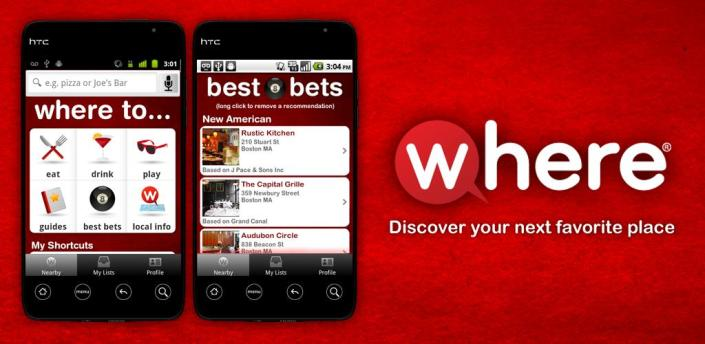 hTC
3:01
e.g. pizza or Joe's Bar
where to...
eat
drink
play
8
guides
best bets
local info
My Shortcuts
Nearby
My Lists
Profile
menu
hTC
3:04 PM
best 8 bets
(long click to remove a recommendation)
New American
Rustic Kitchen
210 Stuart St
Boston MA
Based on J Pace & Sons Inc
The Capital Grille
359 Newbury Street
Boston MA
Based on Grand Canal
Audubon Circle
838 Beacon St
Boston MA
Nearby
My Lists
Profile
menu
where®
Discover your next favorite place